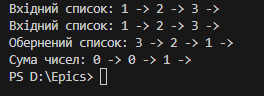 Вхідний список: 1 -> 2 -> 3 ->
Вхідний список: 1 -> 2 -> 3 ->
Обернений список: 3 -> 2 -> 1 ->
Сума чисел: 0 -> 0 -> 1 ->
PS D:\Epics>